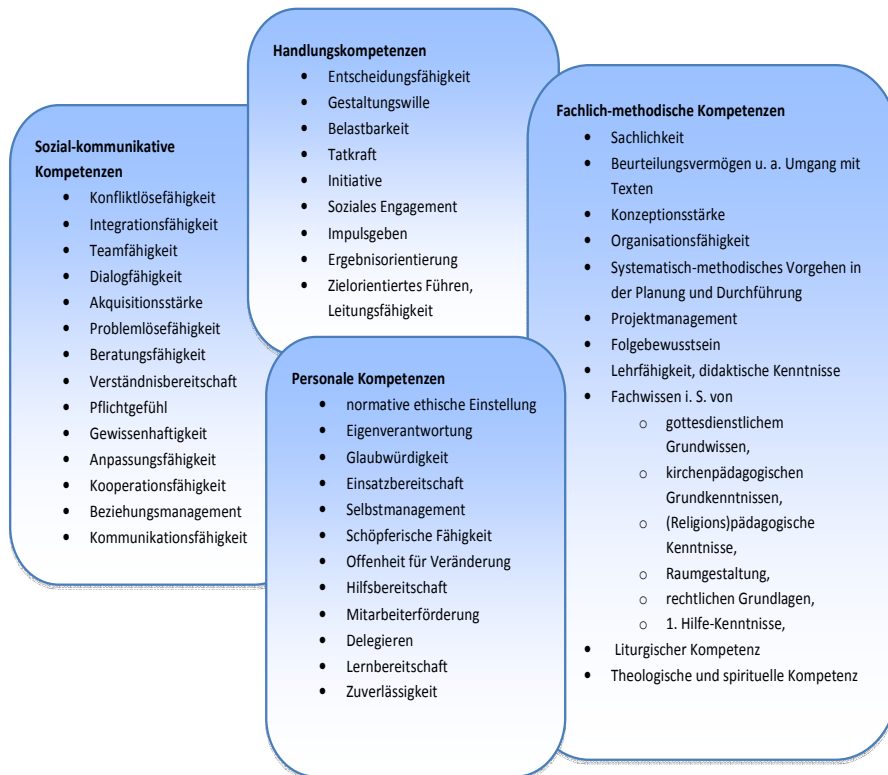 Handlungskompetenzen
• Entscheidungsfähigkeit
• Gestaltungswille
• Belastbarkeit
• Tatkraft
• Initiative
• Soziales Engagement
• Impulsgeben
• Ergebnisorientierung
• Zielorientiertes Führen,
Leitungsfähigkeit
Sozial-kommunikative
Kompetenzen
• Konfliktlösefähigkeit
• Integrationsfähigkeit
• Teamfähigkeit
• Dialogfähigkeit
• Akquisitionsstärke
• Problemlösefähigkeit
• Beratungsfähigkeit
• Verständnisbereitschaft
• Pflichtgefühl
• Gewissenhaftigkeit
• Anpassungsfähigkeit
• Kooperationsfähigkeit
• Beziehungsmanagement
• Kommunikationsfähigkeit
Personale Kompetenzen
• normative ethische Einstellung
• Eigenverantwortung
• Glaubwürdigkeit
• Einsatzbereitschaft
• Selbstmanagement
• Schöpferische Fähigkeit
• Offenheit für Veränderung
• Hilfsbereitschaft
• Mitarbeiterförderung
• Delegieren
• Lernbereitschaft
• Zuverlässigkeit
Fachlich-methodische Kompetenzen
• Sachlichkeit
• Beurteilungsvermögen u. a. Umgang mit
Texten
• Konzeptionsstärke
• Organisationsfähigkeit
• Systematisch-methodisches Vorgehen in
der Planung und Durchführung
• Projektmanagement
• Folgebewusstsein
• Lehrfähigkeit, didaktische Kenntnisse
• Fachwissen i. S. von
o gottesdienstlichem
Grundwissen,
o kirchenpädagogischen
Grundkenntnissen,
o (Religions)pädagogische
Kenntnisse,
o Raumgestaltung,
o rechtlichen Grundlagen,
o 1. Hilfe-Kenntnisse,
• Liturgischer Kompetenz
• Theologische und spirituelle Kompetenz